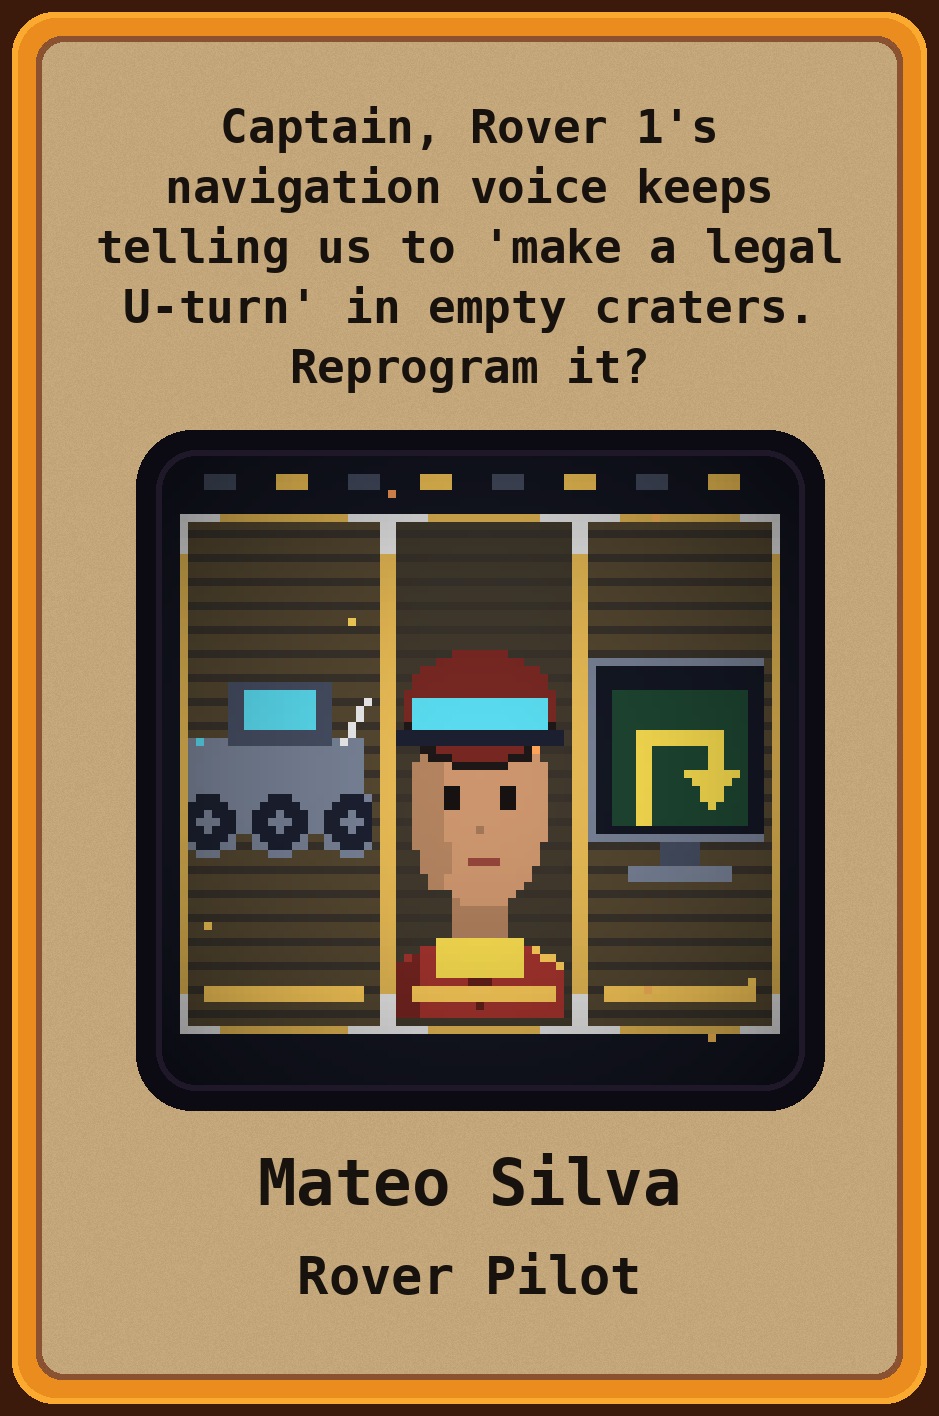 Captain, Rover 1's
navigation voice keeps
telling us to 'make a legal
U-turn' in empty craters.
Reprogram it?
Mateo Silva
Rover Pilot